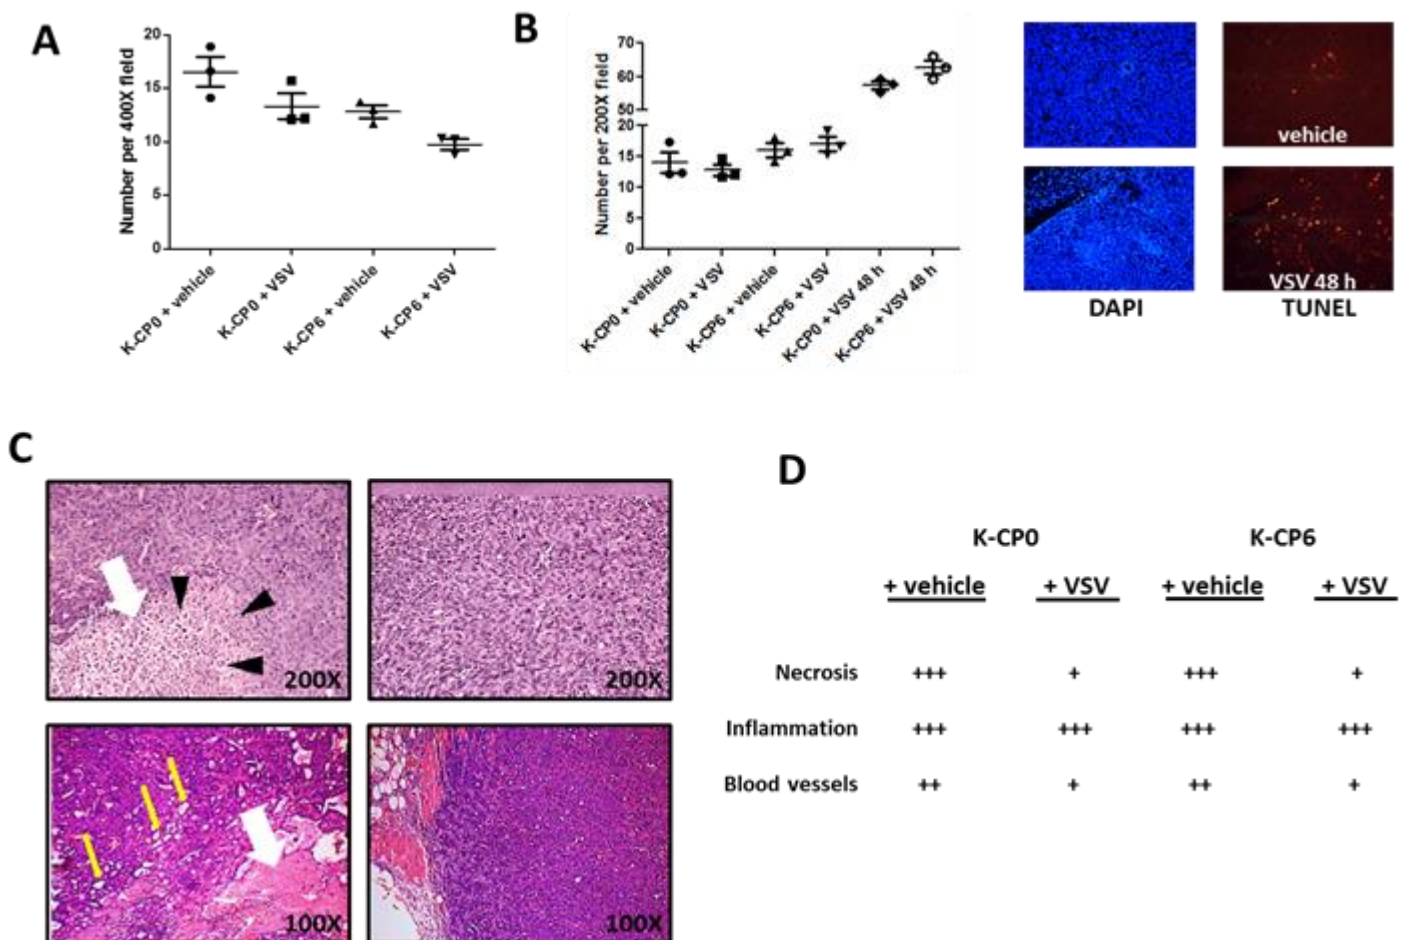 A
Number per 400X field
20
15
10
5
0
K-CP0 + vehicle
K-CP0 + VSV
K-CP6 + vehicle
K-CP6 + VSV
B
Number per 200X field
70
60
50
20
15
10
5
0
K-CP0 + vehicle
K-CP0 + VSV
K-CP6 + vehicle
K-CP6 + VSV
K-CP0 + VSV 48 h
K-CP6 + VSV 48 h
vehicle
VSV 48 h
DAPI
TUNEL
C
200X
200X
100X
100X
D
K-CP0 K-CP6
+ vehicle + VSV + vehicle + VSV
Necrosis +++ + +++ +
Inflammation +++ +++ +++ +++
Blood vessels ++ + ++ +